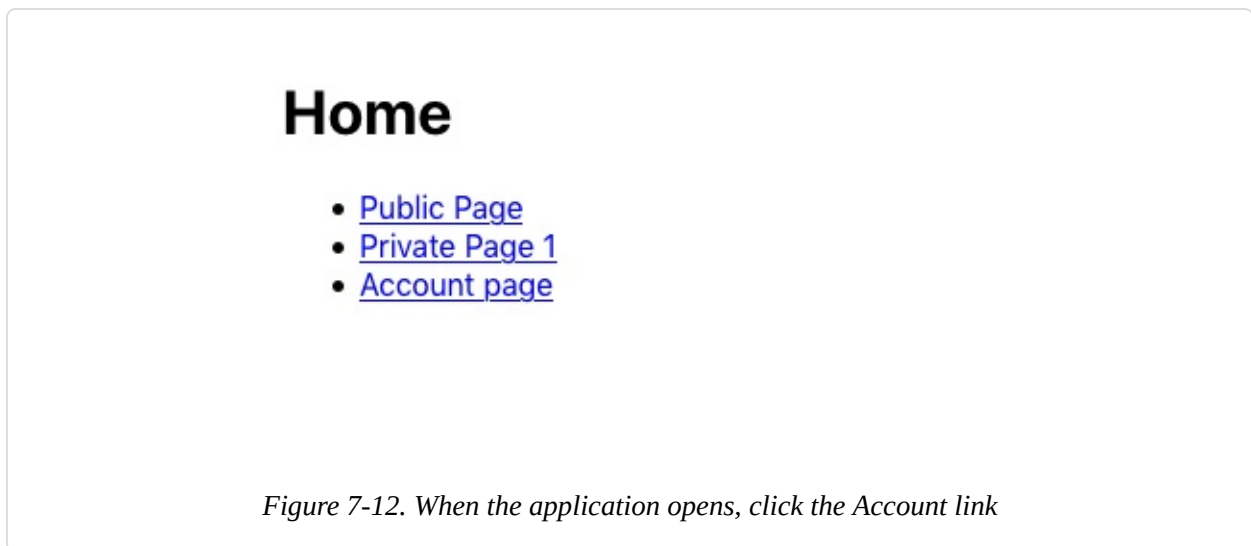 Home
Public Page
Private Page 1
Account page
Figure 7-12. When the application opens, click the Account link